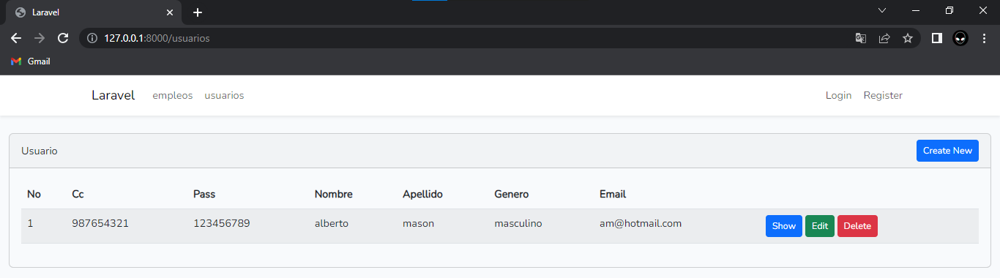 Laravel
127.0.0.1:8000/usuarios
Gmail
Laravel empleos usuarios Login Register
Usuario Create New
No Cc Pass Nombre Apellido Genero Email
1 987654321 123456789 alberto mason masculino am@hotmail.com Show Edit Delete